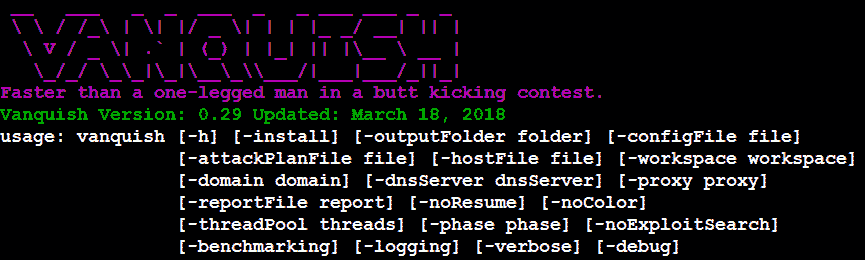 VANQUISH
Faster than a one-legged man in a butt kicking contest.
Vanquish Version: 0.29 Updated: March 18, 2018
usage: vanquish [-h] [-install] [-outputFolder folder] [-configFile file]
[-attackPlanFile file] [-hostFile file] [-workspace workspace]
[-domain domain] [-dnsServer dnsServer] [-proxy proxy]
[-reportFile report] [-noResume] [-noColor]
[-threadPool threads] [-phase phase] [-noExploitSearch]
[-benchmarking] [-logging] [-verbose] [-debug]